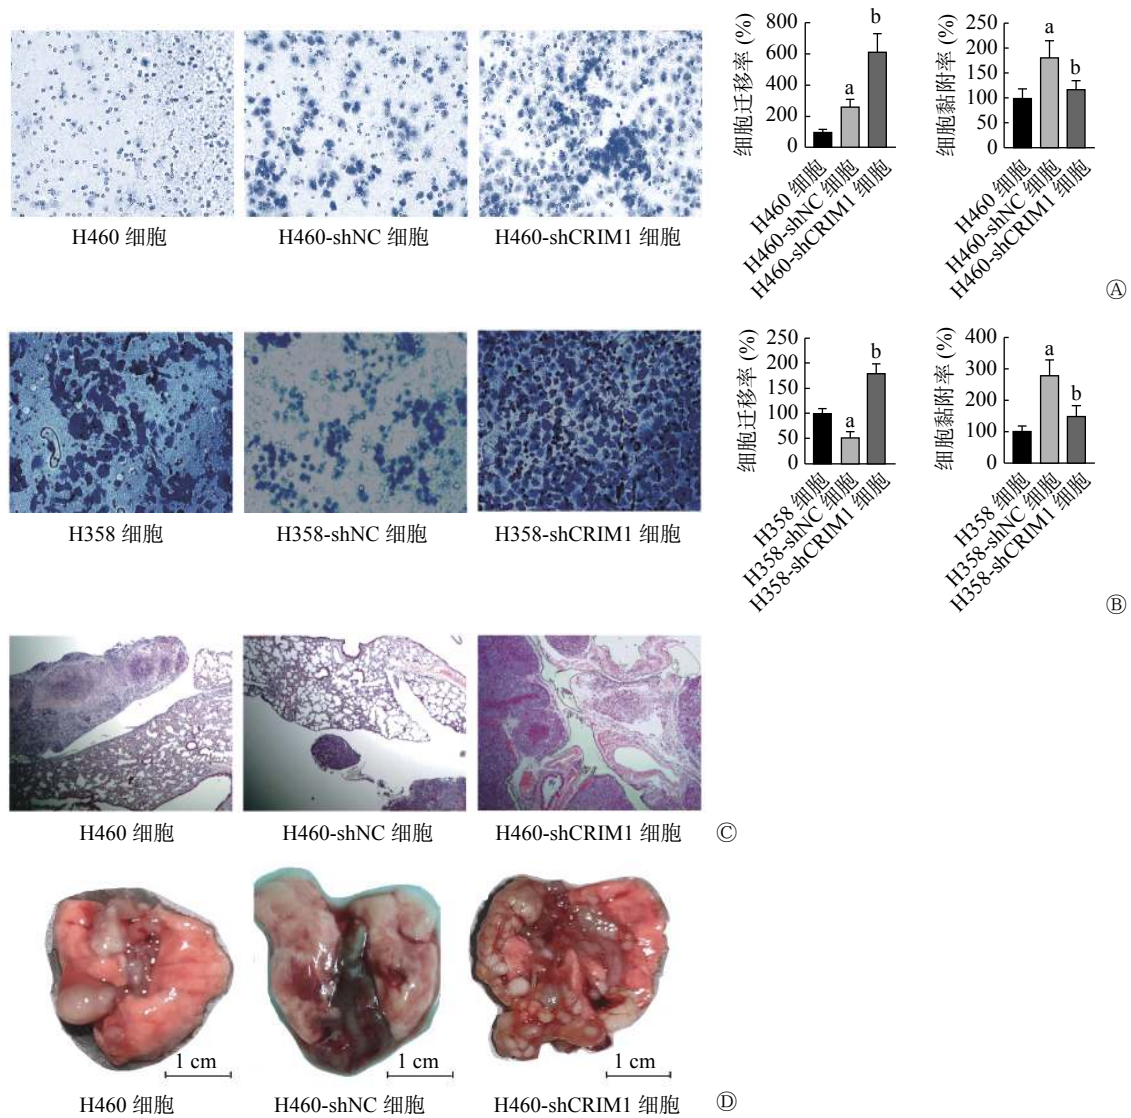 H460 细胞
H460-shNC 细胞
H460-shCRIM1 细胞
细胞迁移率 (%)
800
600
400
200
0
a
b
H460 细胞
H460-shNC 细胞
H460-shCRIM1 细胞
细胞黏附率 (%)
250
200
150
100
50
0
a
b
H460 细胞
H460-shNC 细胞
H460-shCRIM1 细胞
Ⓐ
H358 细胞
H358-shNC 细胞
H358-shCRIM1 细胞
细胞迁移率 (%)
250
200
150
100
50
0
a
b
H358 细胞
H358-shNC 细胞
H358-shCRIM1 细胞
细胞黏附率 (%)
400
300
200
100
0
a
b
H358 细胞
H358-shNC 细胞
H358-shCRIM1 细胞
Ⓑ
H460 细胞
H460-shNC 细胞
H460-shCRIM1 细胞
Ⓒ
1 cm
1 cm
1 cm
H460 细胞
H460-shNC 细胞
H460-shCRIM1 细胞
Ⓓ